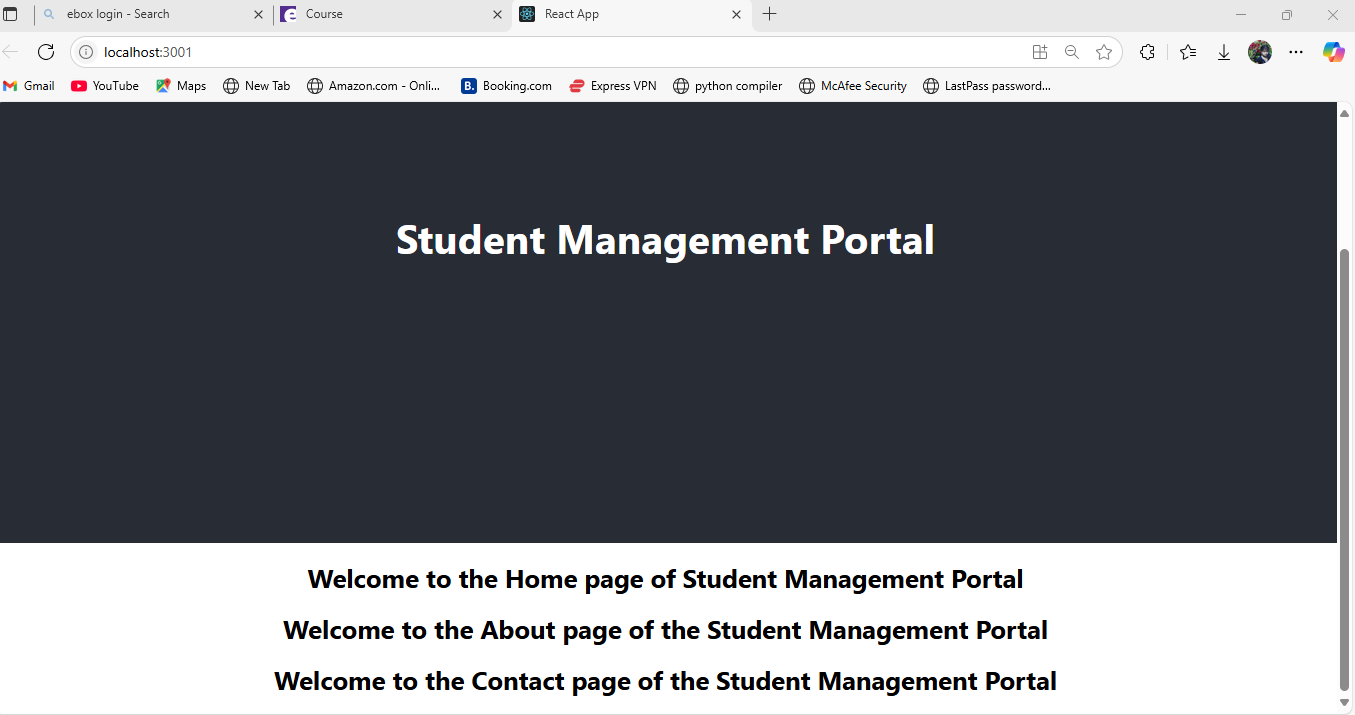 ebox login - Search
Course
React App
localhost:3001
Gmail
YouTube
Maps
New Tab
Amazon.com - Onli...
B. Booking.com
Express VPN
python compiler
McAfee Security
LastPass password...
Student Management Portal
Welcome to the Home page of Student Management Portal
Welcome to the About page of the Student Management Portal
Welcome to the Contact page of the Student Management Portal